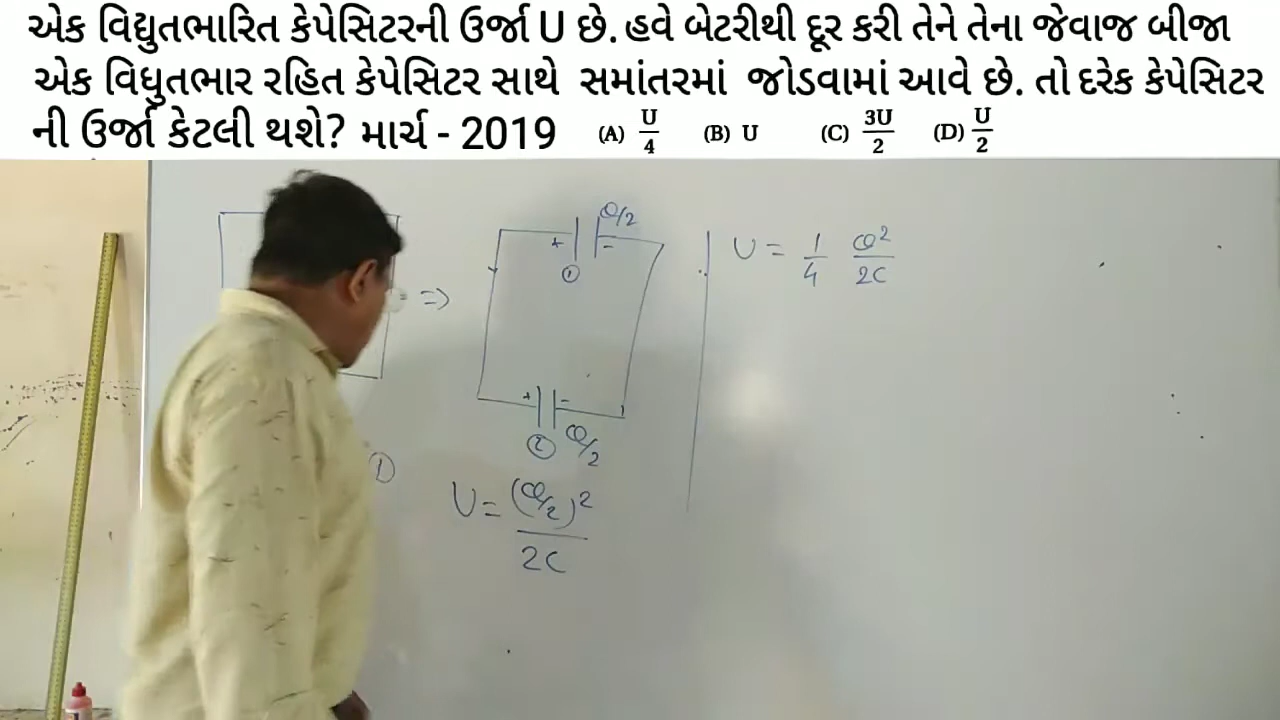 એક વિદ્યુતભારિત કેપેસિટરની ઉર્જા U છે. હવે બેટરીથી દૂર કરી તેને તેના જેવાજ બીજા
એક વિધુતભાર રહિત કેપેસિટર સાથે સમાંતરમાં જોડવામાં આવે છે. તો દરેક કેપેસિટર
ની ઉર્જા કેટલી થશે? માર્ચ - 2019 (A) U/4 (B) U (C) 3U/2 (D) U/2
Q/2
+ -
①
⇒
U = 1/4 Q²/2C
+ -
② Q/2
①
U = (Q/2)²/2C